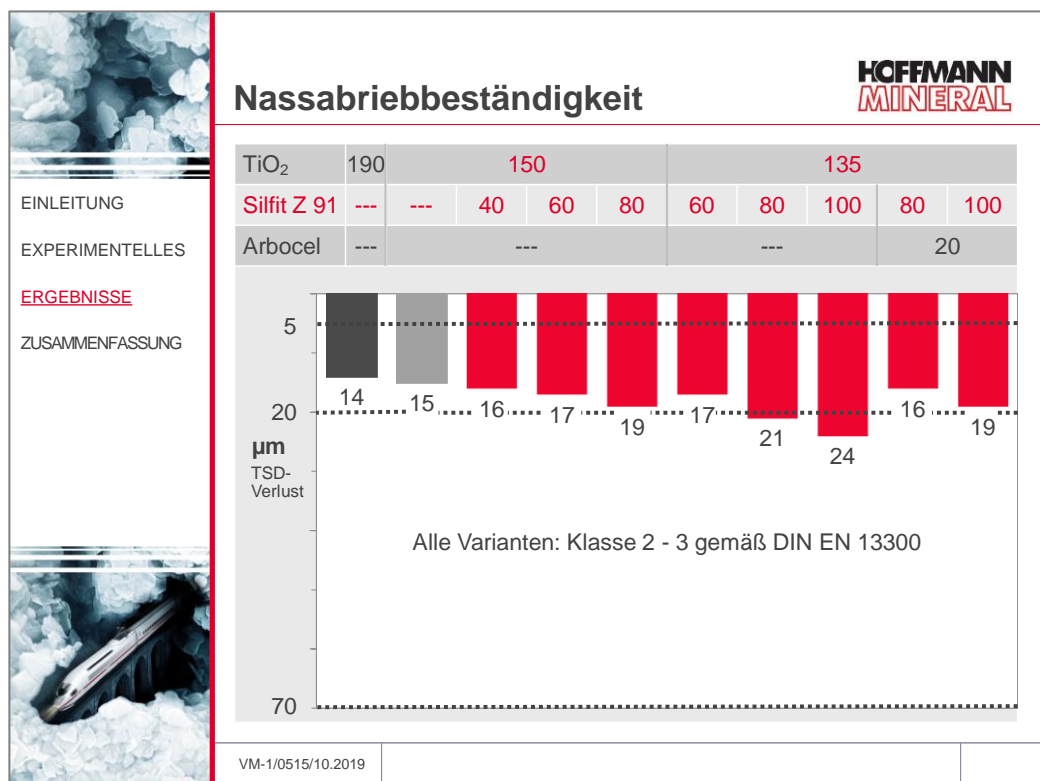 HOFFMANN
MINERAL
Nassabriebbeständigkeit
EINLEITUNG
EXPERIMENTELLES
ERGEBNISSE
ZUSAMMENFASSUNG
TiO₂ 190 150 135
Silfit Z 91 --- --- 40 60 80 60 80 100 80 100
Arbocel --- --- --- 20
5
20
µm
TSD-
Verlust
70
14 15 16 17 19 17 21 24 16 19
Alle Varianten: Klasse 2 - 3 gemäß DIN EN 13300
VM-1/0515/10.2019